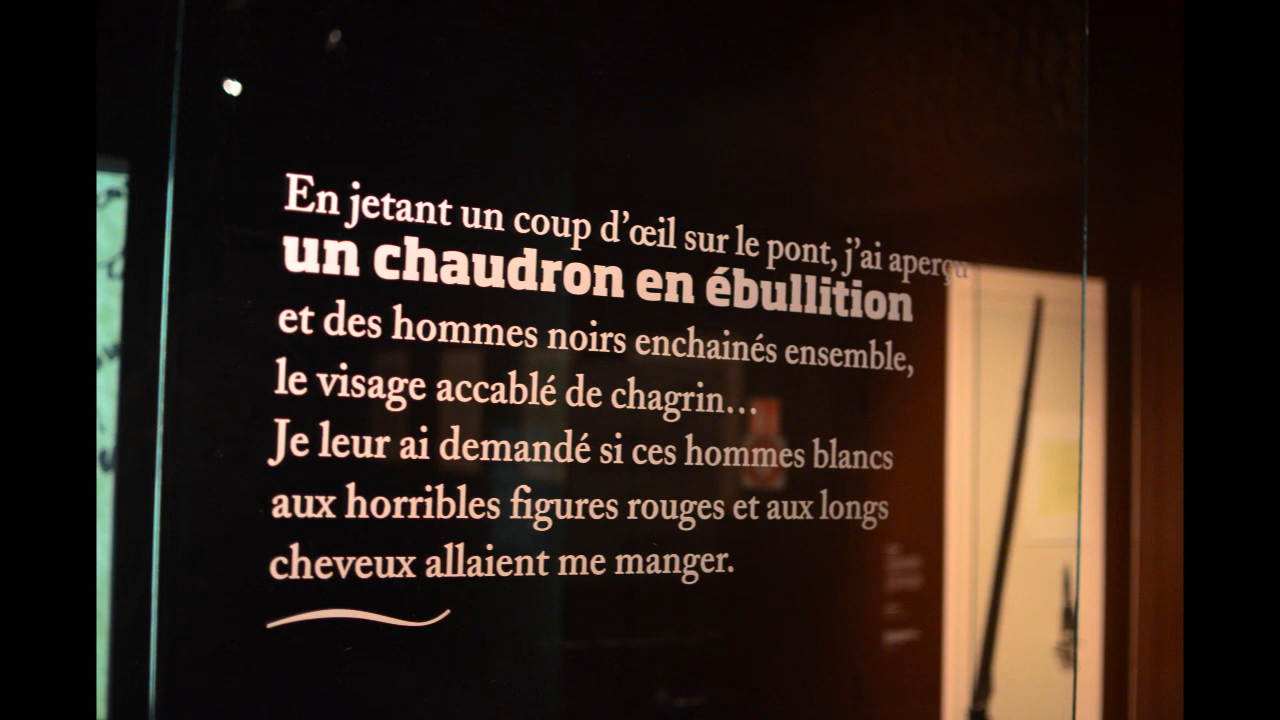 En jetant un coup d’œil sur le pont, j’ai aperçu
un chaudron en ébullition
et des hommes noirs enchainés ensemble,
le visage accablé de chagrin…
Je leur ai demandé si ces hommes blancs
aux horribles figures rouges et aux longs
cheveux allaient me manger.